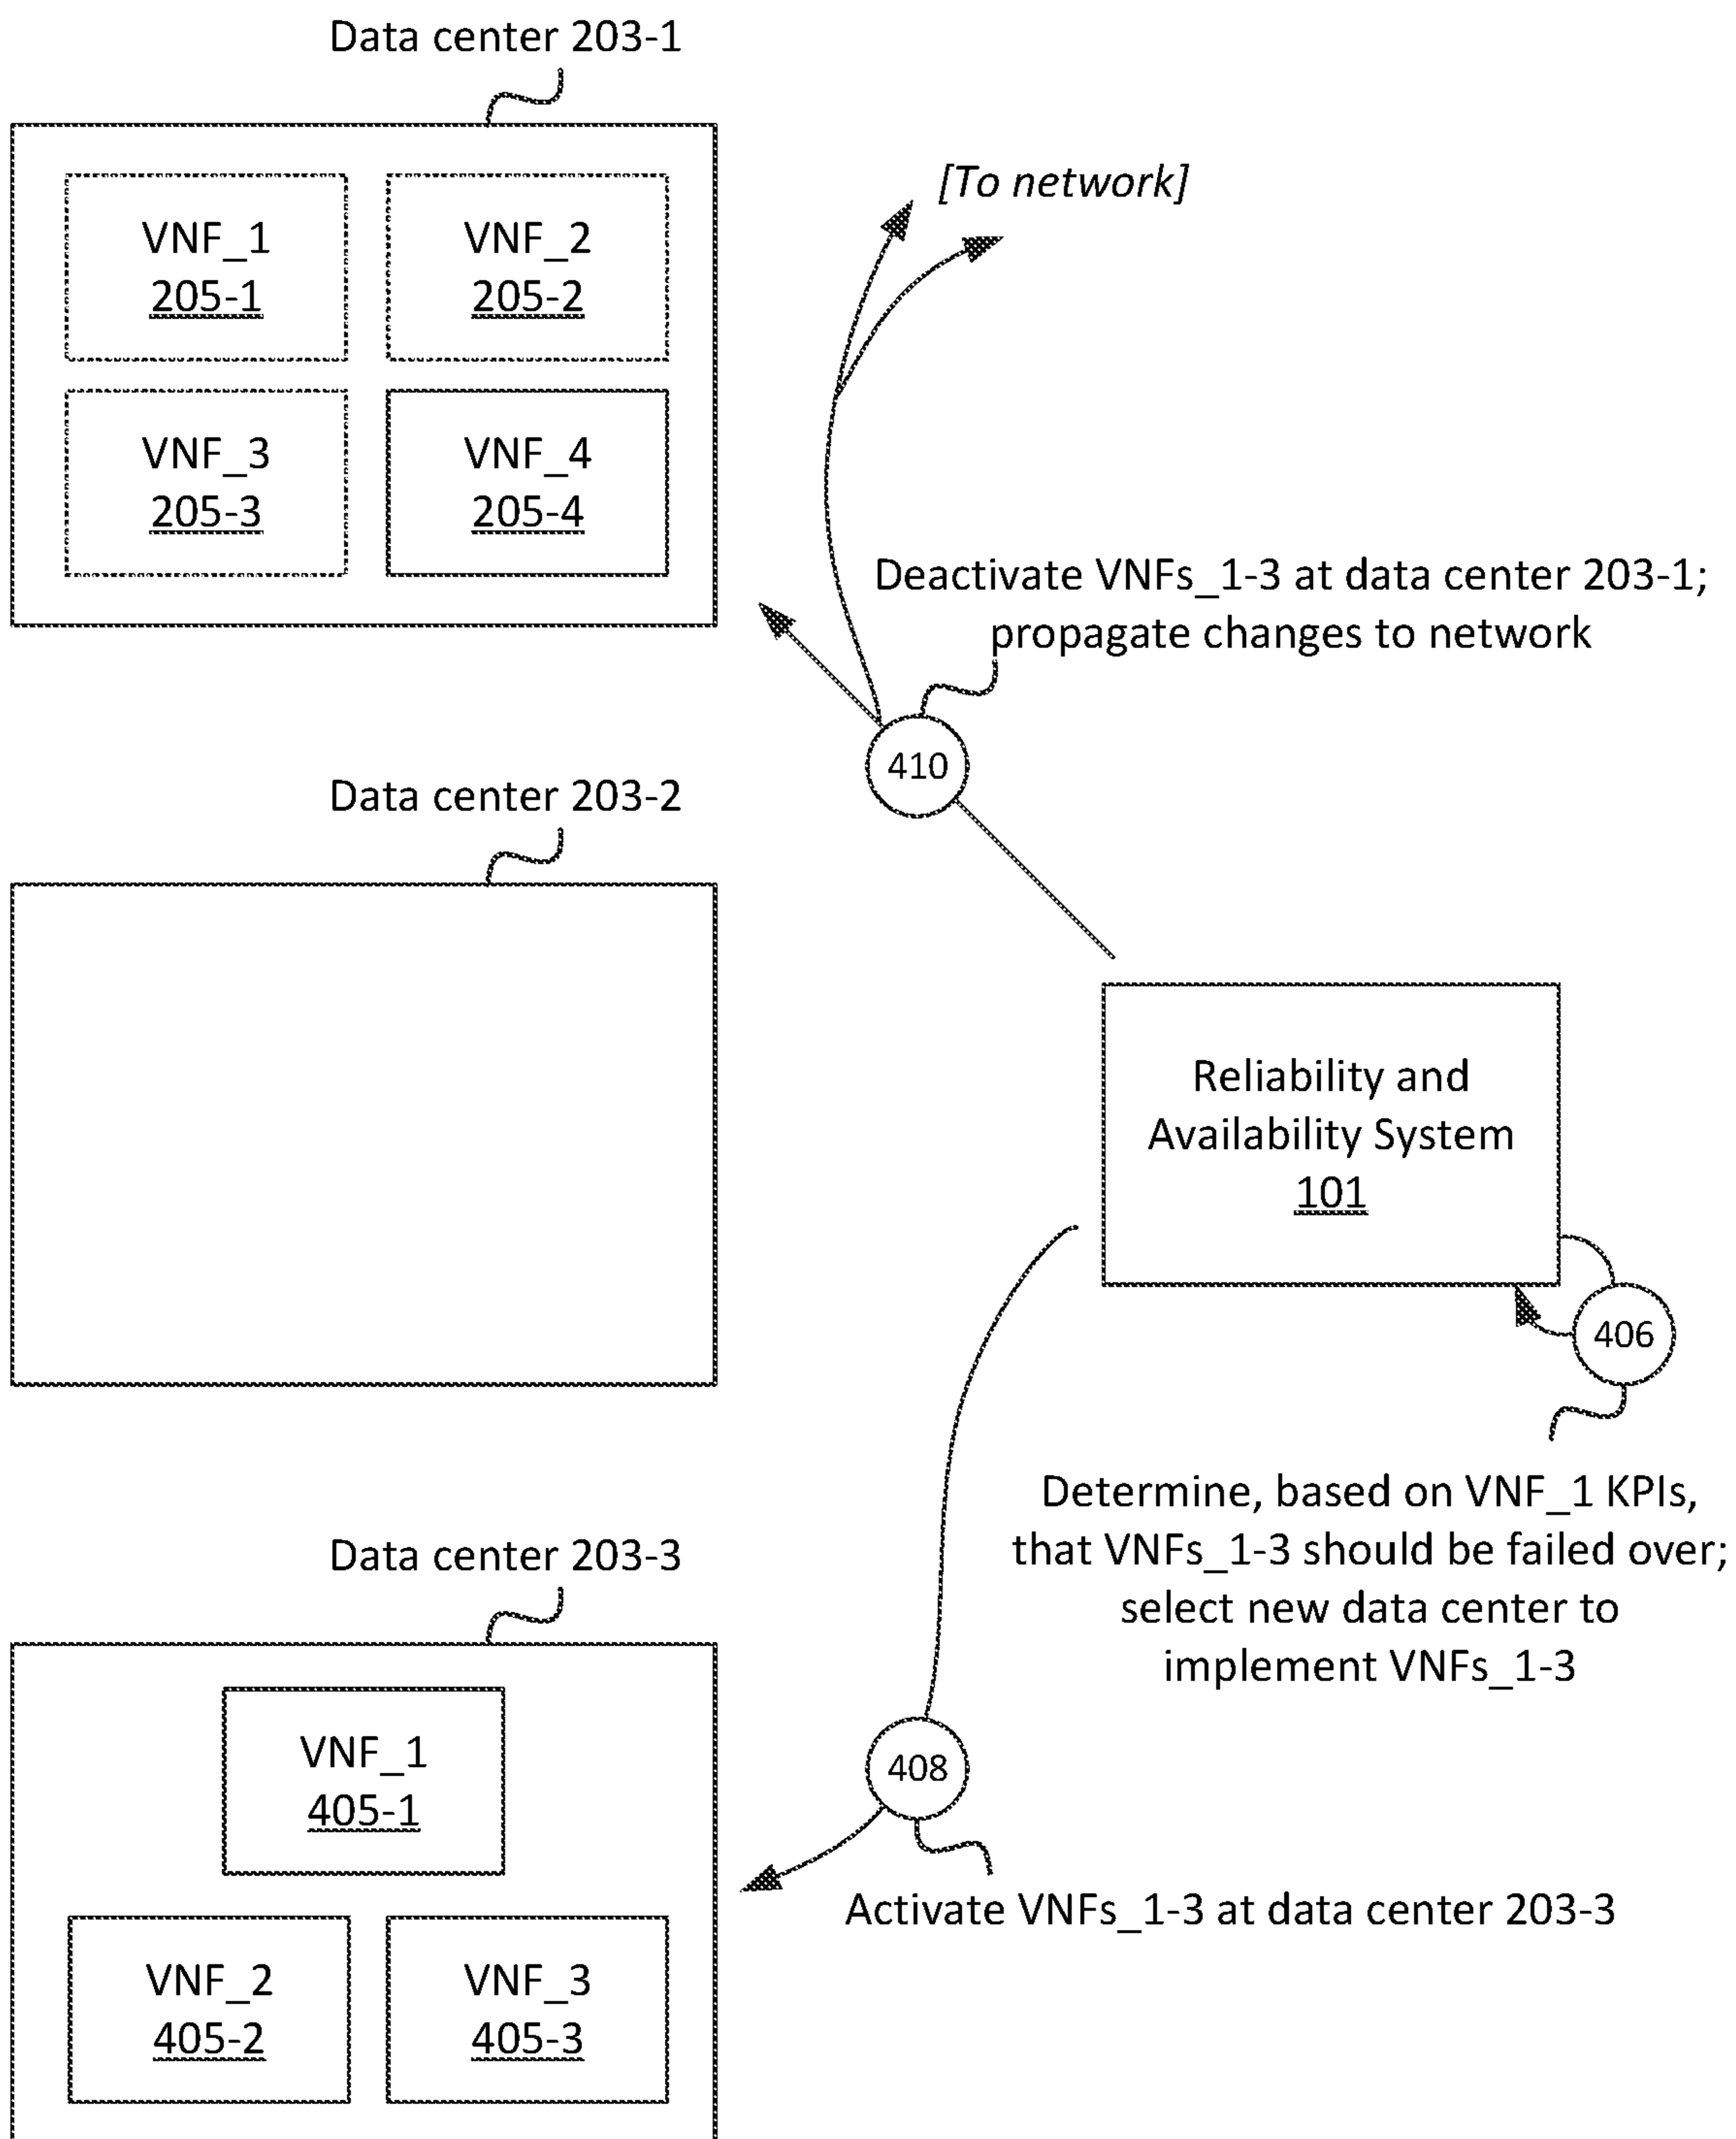 Data center 203-1
VNF_1
205-1
VNF_2
205-2
VNF_3
205-3
VNF_4
205-4
[To network]
Deactivate VNFs_1-3 at data center 203-1;
propagate changes to network
410
Data center 203-2
Reliability and
Availability System
101
406
Determine, based on VNF_1 KPIs,
that VNFs_1-3 should be failed over;
select new data center to
implement VNFs_1-3
Data center 203-3
VNF_1
405-1
VNF_2
405-2
VNF_3
405-3
408
Activate VNFs_1-3 at data center 203-3